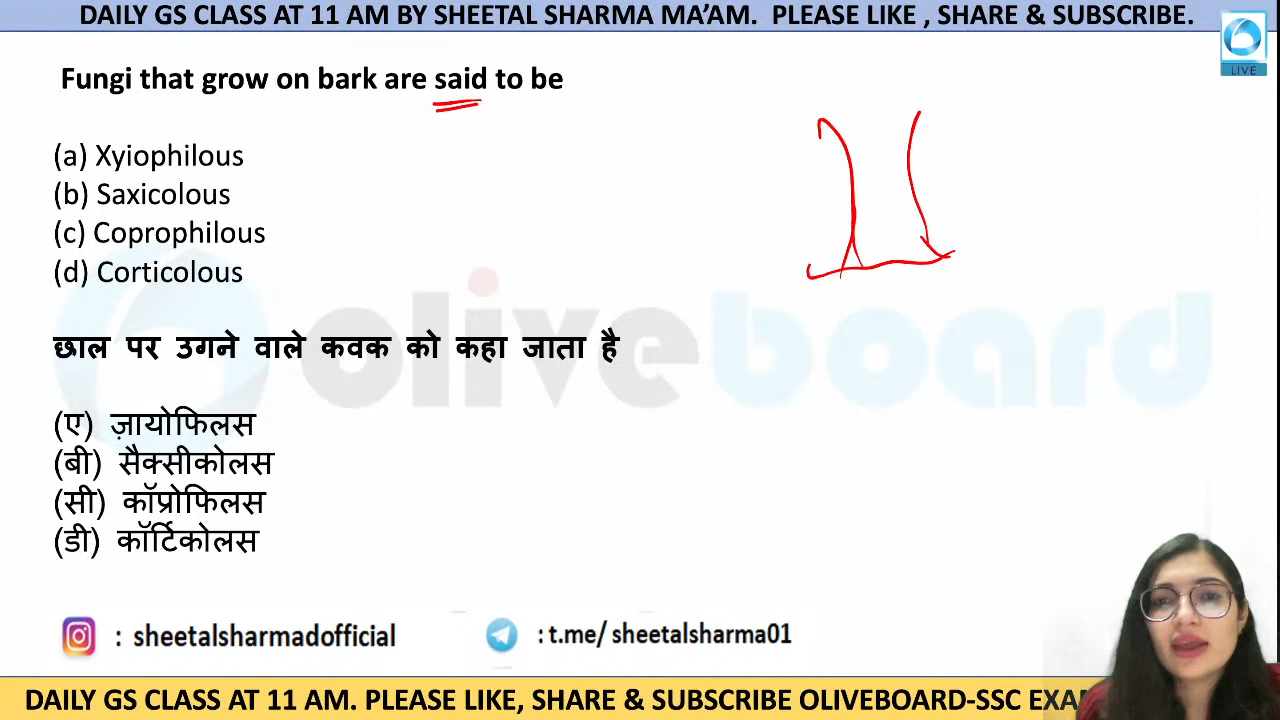 DAILY GS CLASS AT 11 AM BY SHEETAL SHARMA MA’AM. PLEASE LIKE , SHARE & SUBSCRIBE.
LIVE
Fungi that grow on bark are said to be
(a) Xyiophilous
(b) Saxicolous
(c) Coprophilous
(d) Corticolous
oliveboard
छाल पर उगने वाले कवक को कहा जाता है
(ए) ज़ायोफिलस
(बी) सैक्सीकोलस
(सी) कॉप्रोफिलस
(डी) कॉर्टिकोलस
: sheetalsharmadofficial
: t.me/ sheetalsharma01
DAILY GS CLASS AT 11 AM. PLEASE LIKE, SHARE & SUBSCRIBE OLIVEBOARD-SSC